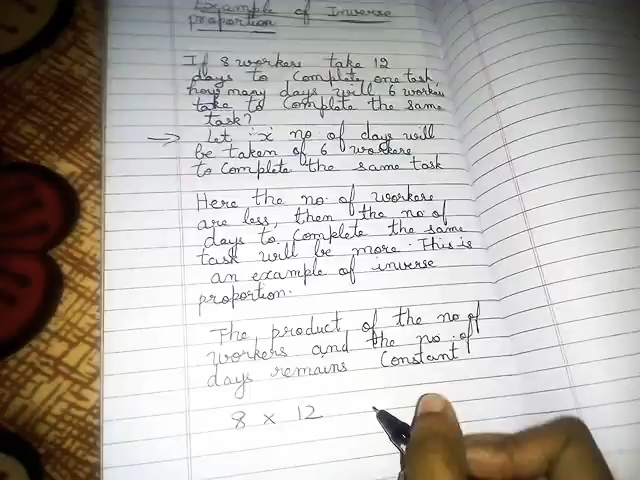 Example of Inverse
proportion
If 8 workers take 12
days to complete one task,
how many days will 6 workers
take to complete the same
task?
→ Let "x" no of days will
be taken of 6 workers
to complete the same task
Here the no. of workers
are less, then the no of
days to complete the same
task will be more. This is
an example of inverse
proportion.
The product of the no of
workers and the no. of
days remains Constant
8 × 12